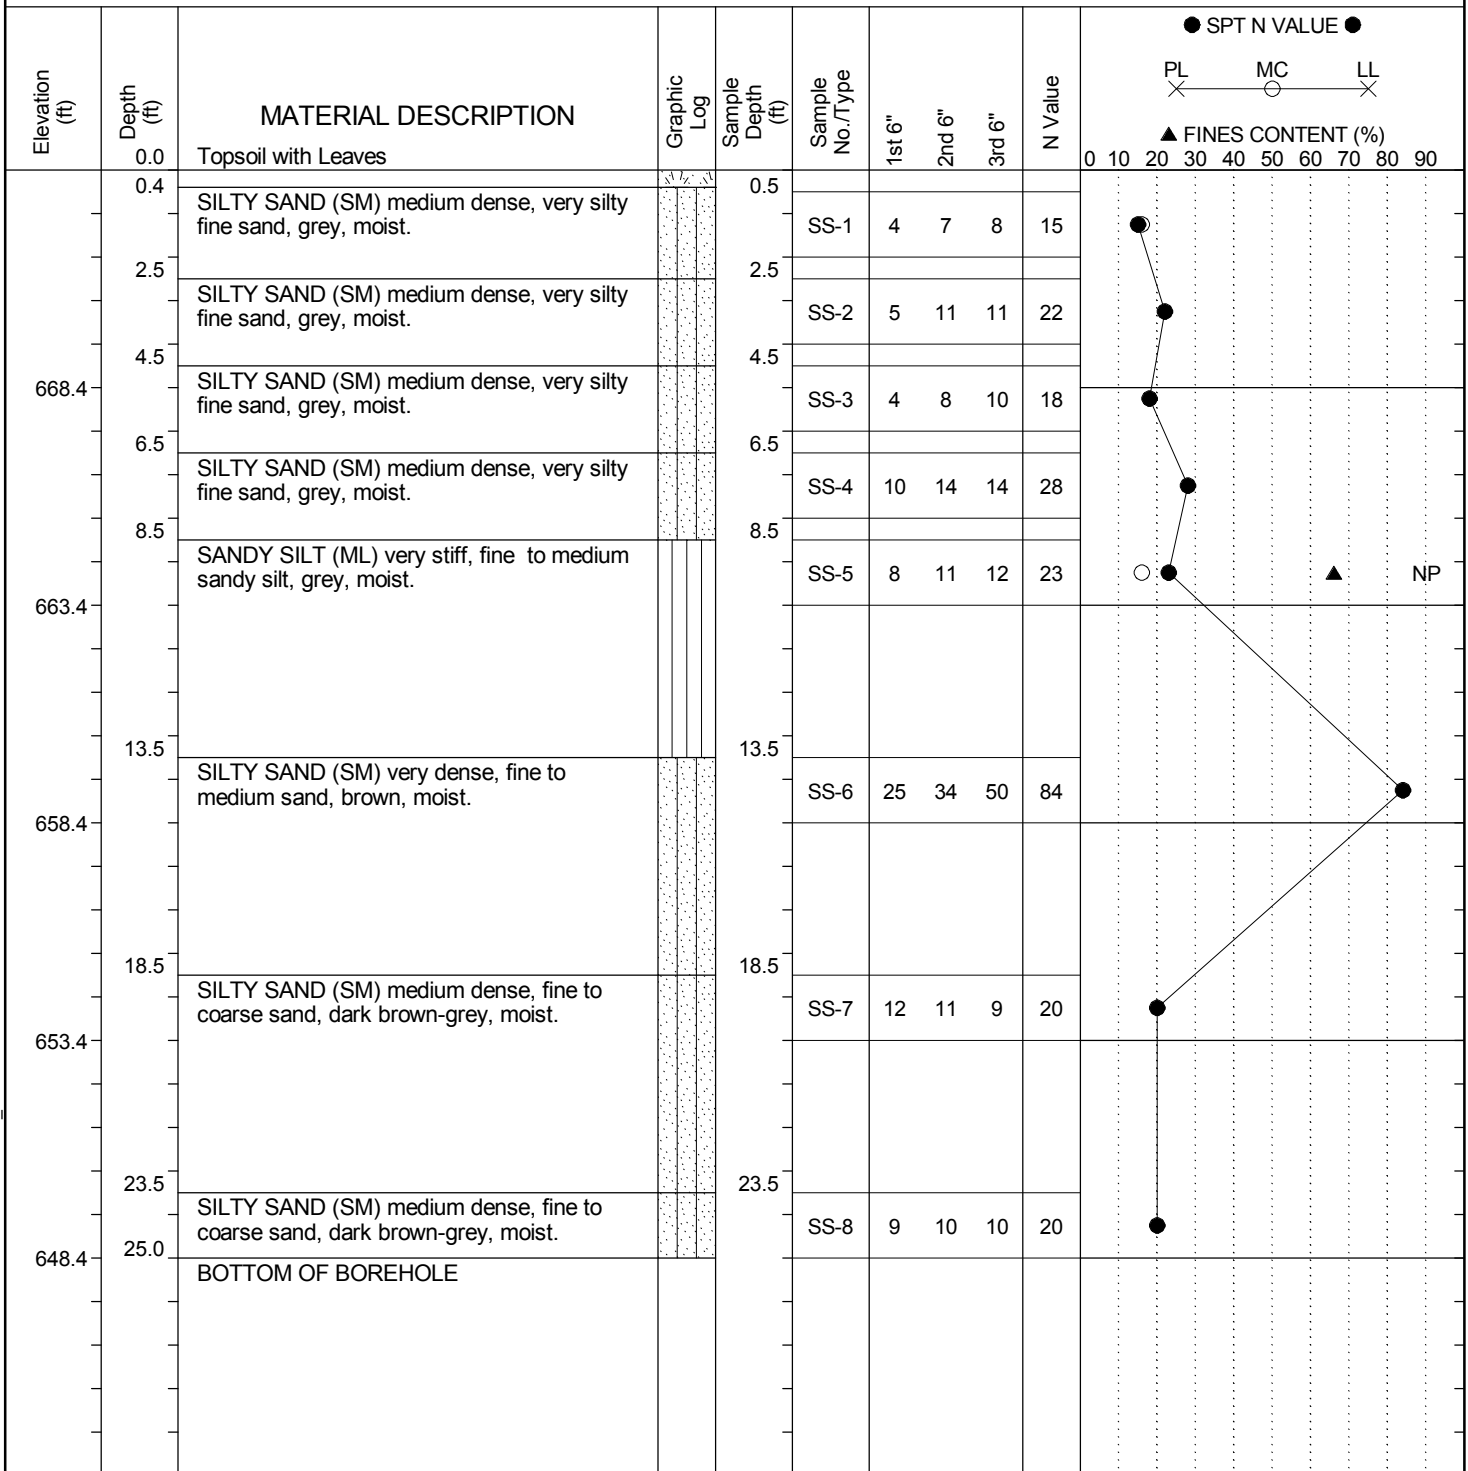 ● SPT N VALUE ●
PL MC LL
▲ FINES CONTENT (%)
Elevation (ft)
Depth (ft)
MATERIAL DESCRIPTION
Graphic Log
Sample Depth (ft)
Sample No./Type
1st 6"
2nd 6"
3rd 6"
N Value
0 10 20 30 40 50 60 70 80 90
0.0 Topsoil with Leaves
0.4 0.5
SILTY SAND (SM) medium dense, very silty
fine sand, grey, moist. SS-1 4 7 8 15
2.5 2.5
SILTY SAND (SM) medium dense, very silty
fine sand, grey, moist. SS-2 5 11 11 22
4.5 4.5
SILTY SAND (SM) medium dense, very silty
668.4 fine sand, grey, moist. SS-3 4 8 10 18
6.5 6.5
SILTY SAND (SM) medium dense, very silty
fine sand, grey, moist. SS-4 10 14 14 28
8.5 8.5
SANDY SILT (ML) very stiff, fine to medium
sandy silt, grey, moist. SS-5 8 11 12 23 NP
663.4
13.5 13.5
SILTY SAND (SM) very dense, fine to
medium sand, brown, moist. SS-6 25 34 50 84
658.4
18.5 18.5
SILTY SAND (SM) medium dense, fine to
coarse sand, dark brown-grey, moist. SS-7 12 11 9 20
653.4
23.5 23.5
SILTY SAND (SM) medium dense, fine to
coarse sand, dark brown-grey, moist. SS-8 9 10 10 20
648.4 25.0
BOTTOM OF BOREHOLE